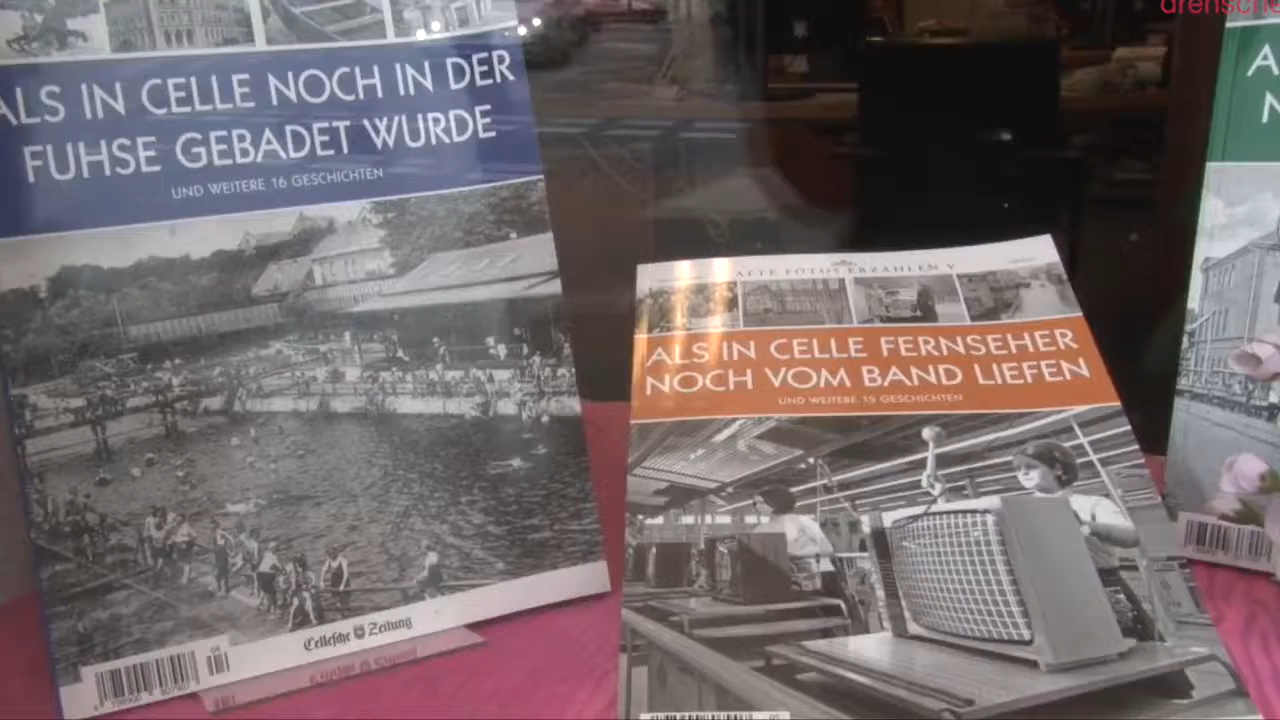 ALS IN CELLE NOCH IN DER
FUHSE GEBADET WURDE
UND WEITERE 16 GESCHICHTEN
Cellesche Zeitung
ALTE FOTOS ERZÄHLEN V
ALS IN CELLE FERNSEHER
NOCH VOM BAND LIEFEN
UND WEITERE 15 GESCHICHTEN
A
N